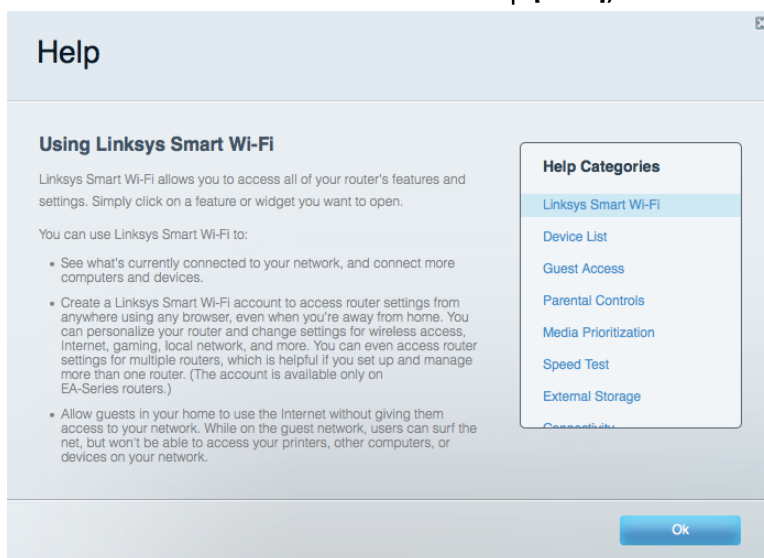 Help
Using Linksys Smart Wi-Fi
Linksys Smart Wi-Fi allows you to access all of your router's features and
settings. Simply click on a feature or widget you want to open.
You can use Linksys Smart Wi-Fi to:
• See what's currently connected to your network, and connect more
computers and devices.
• Create a Linksys Smart Wi-Fi account to access router settings from
anywhere using any browser, even when you're away from home. You
can personalize your router and change settings for wireless access,
Internet, gaming, local network, and more. You can even access router
settings for multiple routers, which is helpful if you set up and manage
more than one router. (The account is available only on
EA-Series routers.)
• Allow guests in your home to use the Internet without giving them
access to your network. While on the guest network, users can surf the
net, but won't be able to access your printers, other computers, or
devices on your network.
Help Categories
Linksys Smart Wi-Fi
Device List
Guest Access
Parental Controls
Media Prioritization
Speed Test
External Storage
Connectivity
Ok